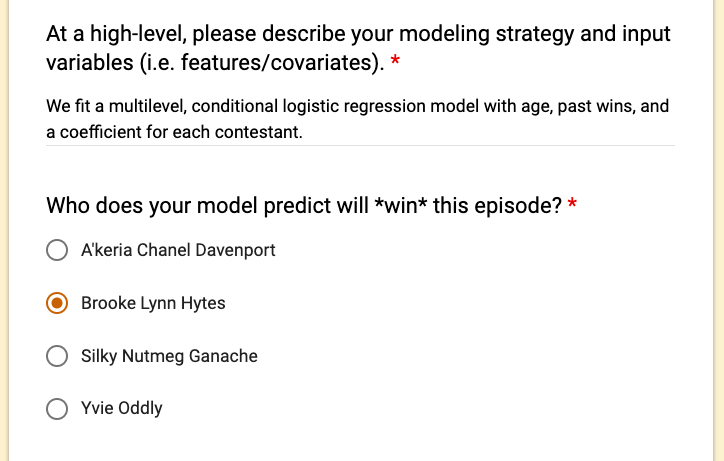 At a high-level, please describe your modeling strategy and input
variables (i.e. features/covariates). *
We fit a multilevel, conditional logistic regression model with age, past wins, and
a coefficient for each contestant.
Who does your model predict will *win* this episode? *
A'keria Chanel Davenport
Brooke Lynn Hytes
Silky Nutmeg Ganache
Yvie Oddly